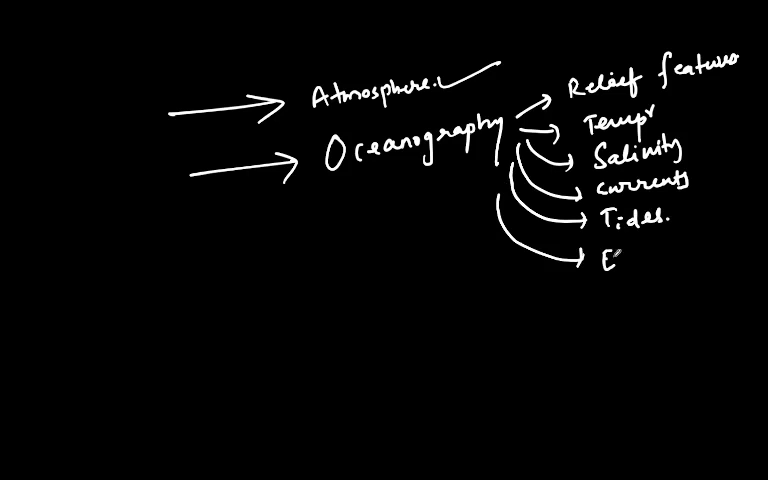 Atmosphere.
Oceanography
Relief features
Tempr
Salinity
currents
Tides.
E